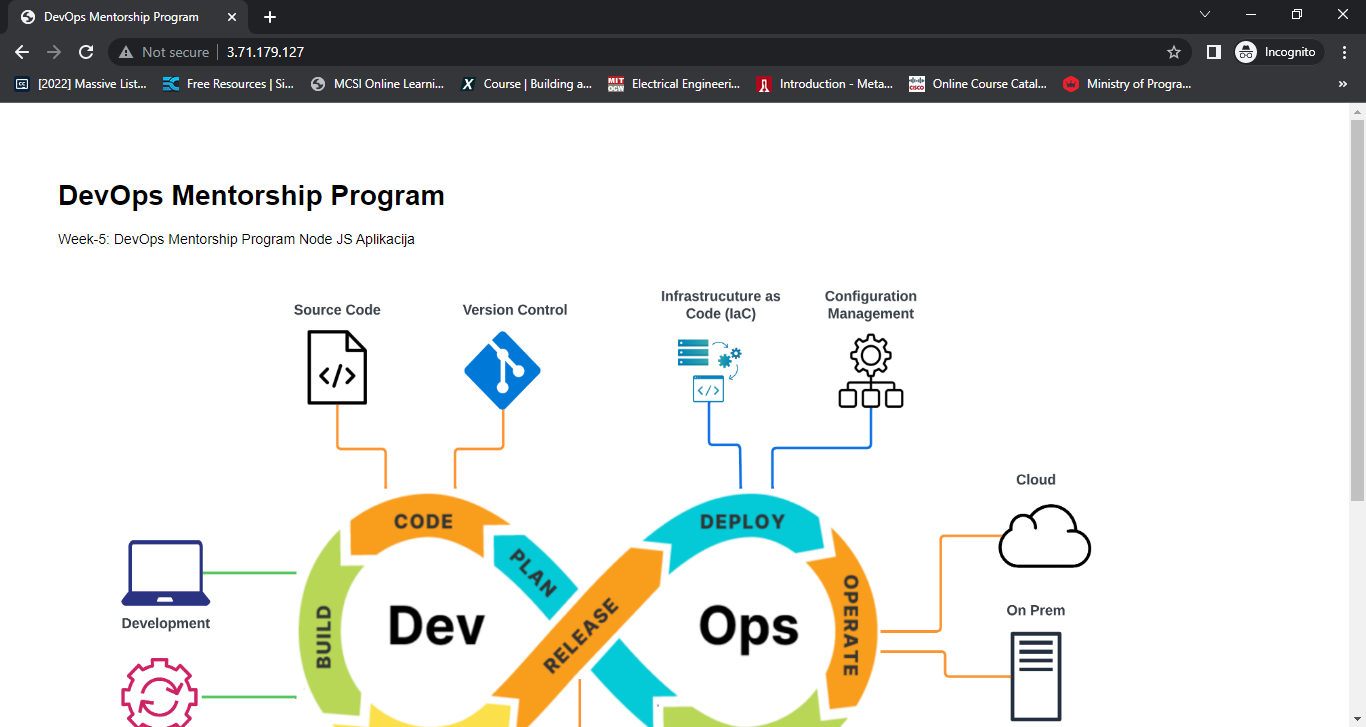 DevOps Mentorship Program
Not secure
3.71.179.127
Incognito
[2022] Massive List...
Free Resources | Si...
MCSI Online Learni...
X
Course | Building a...
MIT
OCW
Electrical Engineeri...
Introduction - Meta...
CISCO
Online Course Catal...
Ministry of Progra...
»
DevOps Mentorship Program
Week-5: DevOps Mentorship Program Node JS Aplikacija
Source Code
Version Control
Infrastrucuture as
Code (IaC)
Configuration
Management
</>
</>
Cloud
CODE
DEPLOY
PLAN
BUILD
Dev
RELEASE
Ops
OPERATE
On Prem
Development